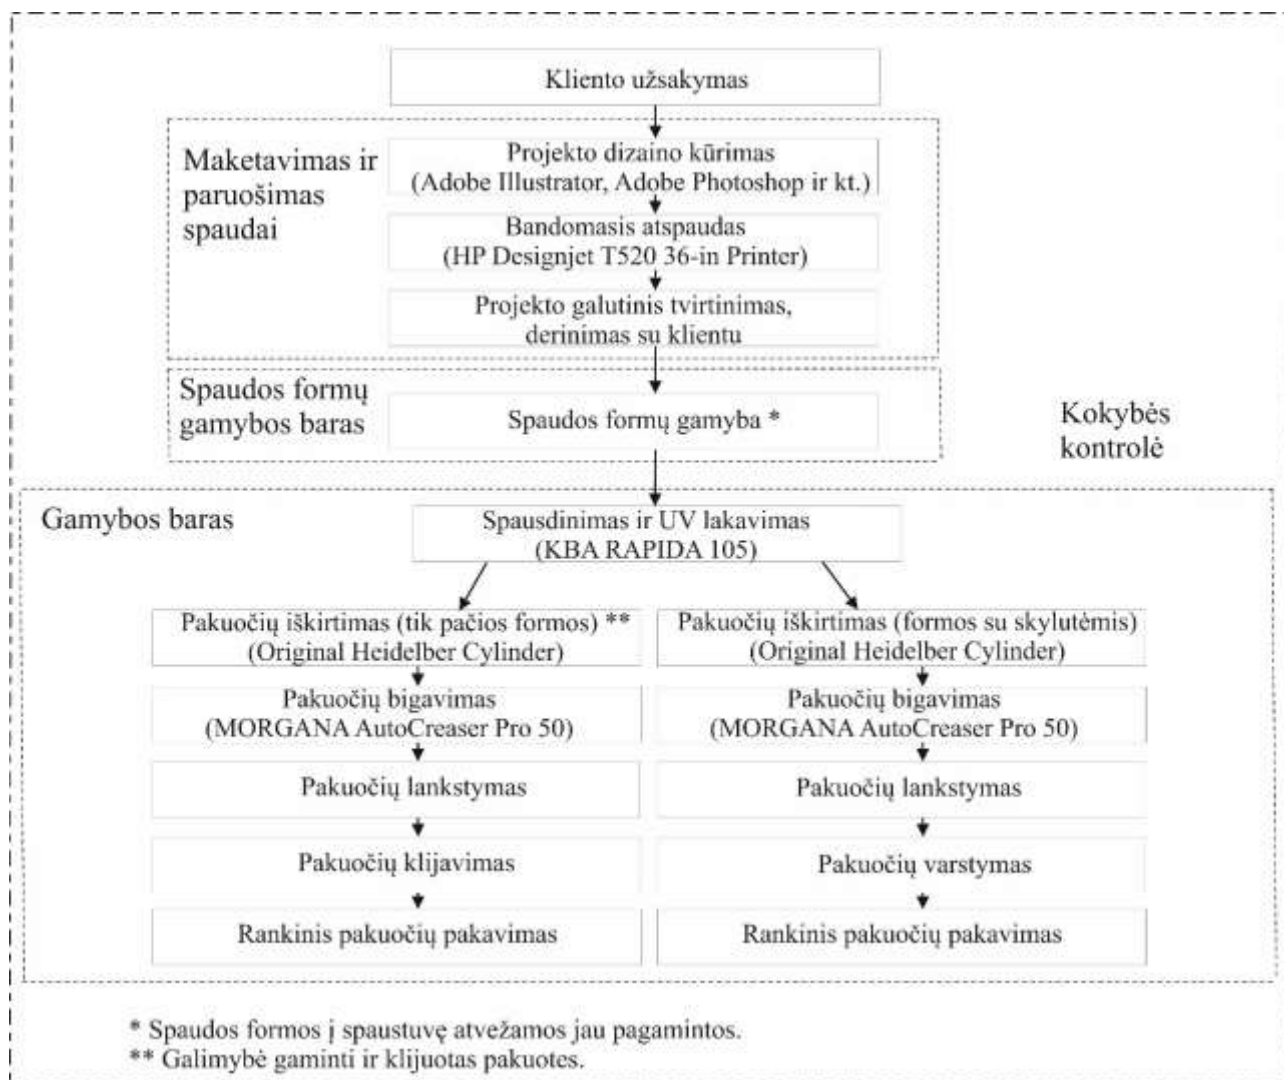 Kliento užsakymas
Maketavimas ir
paruošimas
spaudai
Projekto dizaino kūrimas
(Adobe Illustrator, Adobe Photoshop ir kt.)
Bandomasis atspaudas
(HP Designjet T520 36-in Printer)
Projekto galutinis tvirtinimas,
derinimas su klientu
Spaudos formų
gamybos baras
Spaudos formų gamyba *
Kokybės
kontrolė
Gamybos baras
Spausdinimas ir UV lakavimas
(KBA RAPIDA 105)
Pakuočių iškirtimas (tik pačios formos) **
(Original Heidelber Cylinder)
Pakuočių bigavimas
(MORGANA AutoCreaser Pro 50)
Pakuočių lankstymas
Pakuočių klijavimas
Rankinis pakuočių pakavimas
Pakuočių iškirtimas (formos su skylutėmis)
(Original Heidelber Cylinder)
Pakuočių bigavimas
(MORGANA AutoCreaser Pro 50)
Pakuočių lankstymas
Pakuočių varstymas
Rankinis pakuočių pakavimas
* Spaudos formos į spaustuvę atvežamos jau pagamintos.
** Galimybė gaminti ir klijuotas pakuotes.